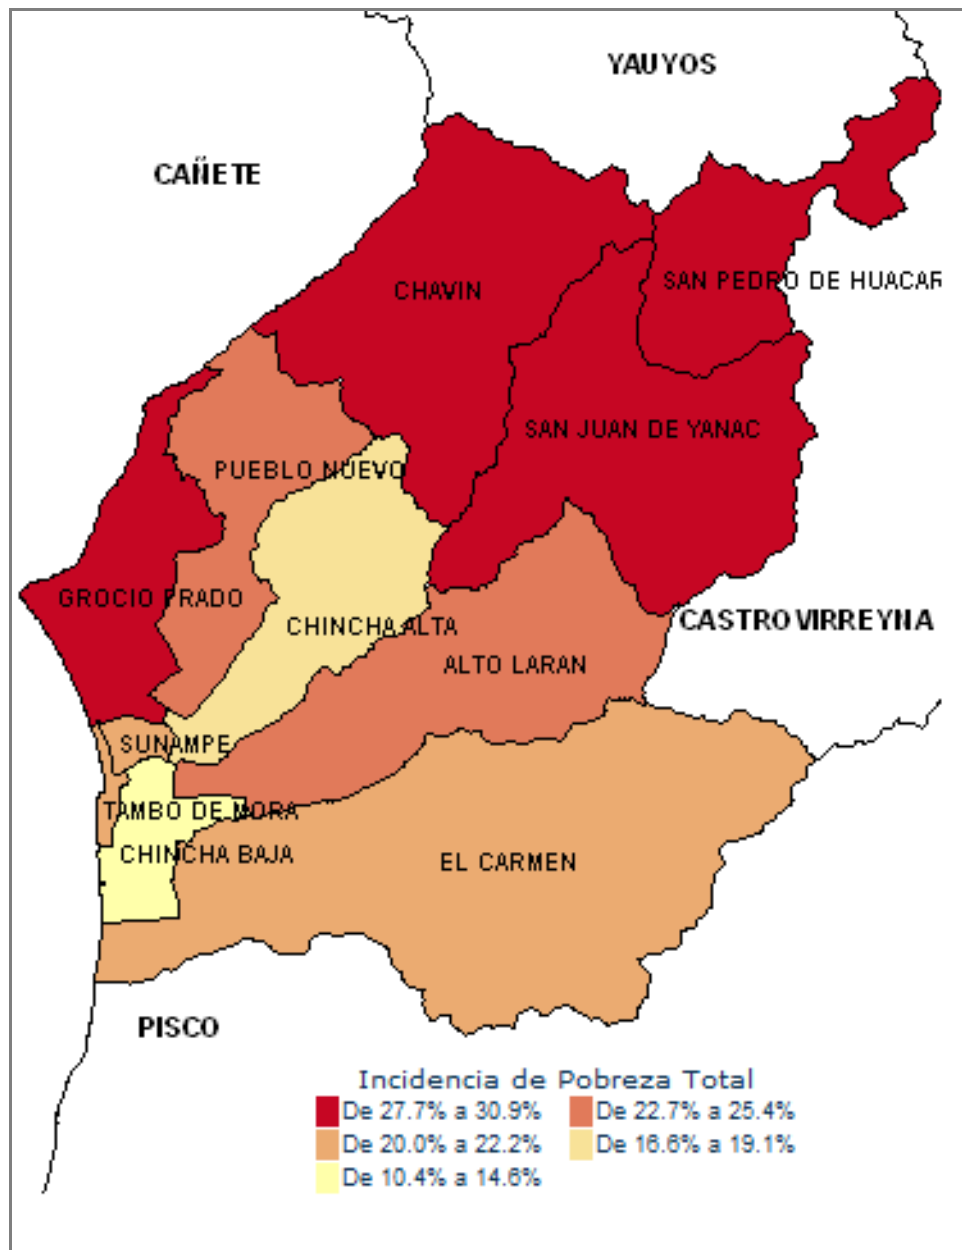 YAUYOS
CAÑETE
SAN PEDRO DE HUACAR
CHAVIN
SAN JUAN DE YANAC
PUEBLO NUEVO
GROCIO PRADO
CHINCHA ALTA
CASTROVIRREYNA
ALTO LARAN
SUNAMPE
TAMBO DE MORA
CHINCHA BAJA
EL CARMEN
PISCO
Incidencia de Pobreza Total
De 27.7% a 30.9% De 22.7% a 25.4%
De 20.0% a 22.2% De 16.6% a 19.1%
De 10.4% a 14.6%